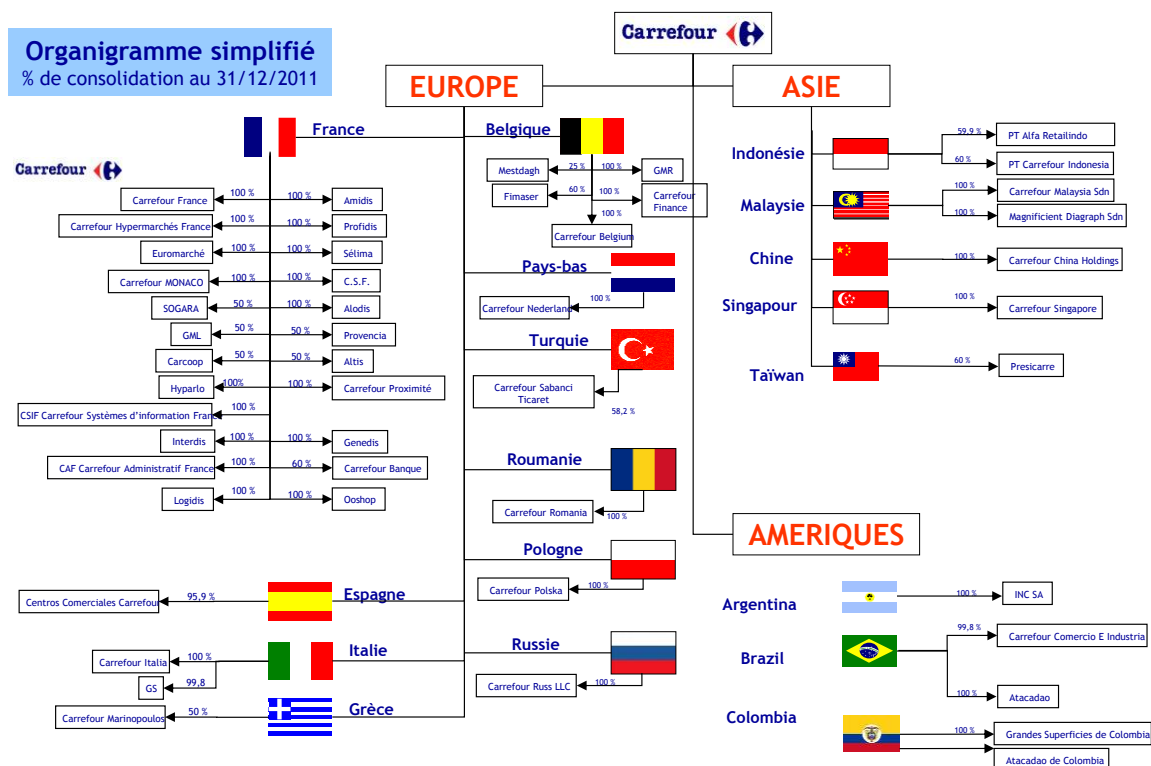 Organigramme simplifié
% de consolidation au 31/12/2011
Carrefour
EUROPE
ASIE
France
Carrefour
Carrefour France
100 %
100 %
Amidis
Carrefour Hypermarchés France
100 %
100 %
Profidis
Euromarché
100 %
100 %
Sélima
Carrefour MONACO
100 %
100 %
C.S.F.
SOGARA
50 %
100 %
Alodis
GML
50 %
50 %
Provencia
Carcoop
50 %
50 %
Altis
Hyparlo
100%
100 %
Carrefour Proximité
CSIF Carrefour Systèmes d'information France
100 %
Interdis
100 %
100 %
Genedis
CAF Carrefour Administratif France
100 %
60 %
Carrefour Banque
Logidis
100 %
100 %
Ooshop
Espagne
Centros Comerciales Carrefour
95,9 %
Italie
Carrefour Italia
100 %
GS
99,8
Grèce
Carrefour Marinopoulos
50 %
Belgique
Mestdagh
25 %
100 %
GMR
Fimaser
60 %
100 %
Carrefour
Finance
100 %
Carrefour Belgium
Pays-bas
Carrefour Nederland
100 %
Turquie
Carrefour Sabanci
Ticaret
58,2 %
Roumanie
Carrefour Romania
100 %
Pologne
Carrefour Polska
100 %
Russie
Carrefour Russ LLC
100 %
Indonésie
59,9 %
PT Alfa Retailindo
60 %
PT Carrefour Indonesia
Malaysie
100 %
Carrefour Malaysia Sdn
100 %
Magnificient Diagraph Sdn
Chine
100 %
Carrefour China Holdings
Singapour
100 %
Carrefour Singapore
Taïwan
60 %
Presicarre
AMERIQUES
Argentina
100 %
INC SA
Brazil
99,8 %
Carrefour Comercio E Industria
100 %
Atacadao
Colombia
100 %
Grandes Superficies de Colombia
Atacadao de Colombia